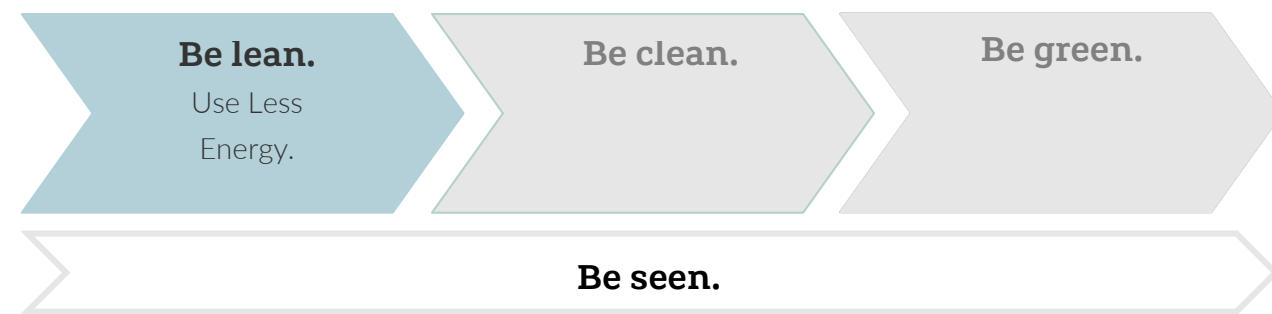 Be lean.
Use Less
Energy.
Be clean.
Be green.
Be seen.